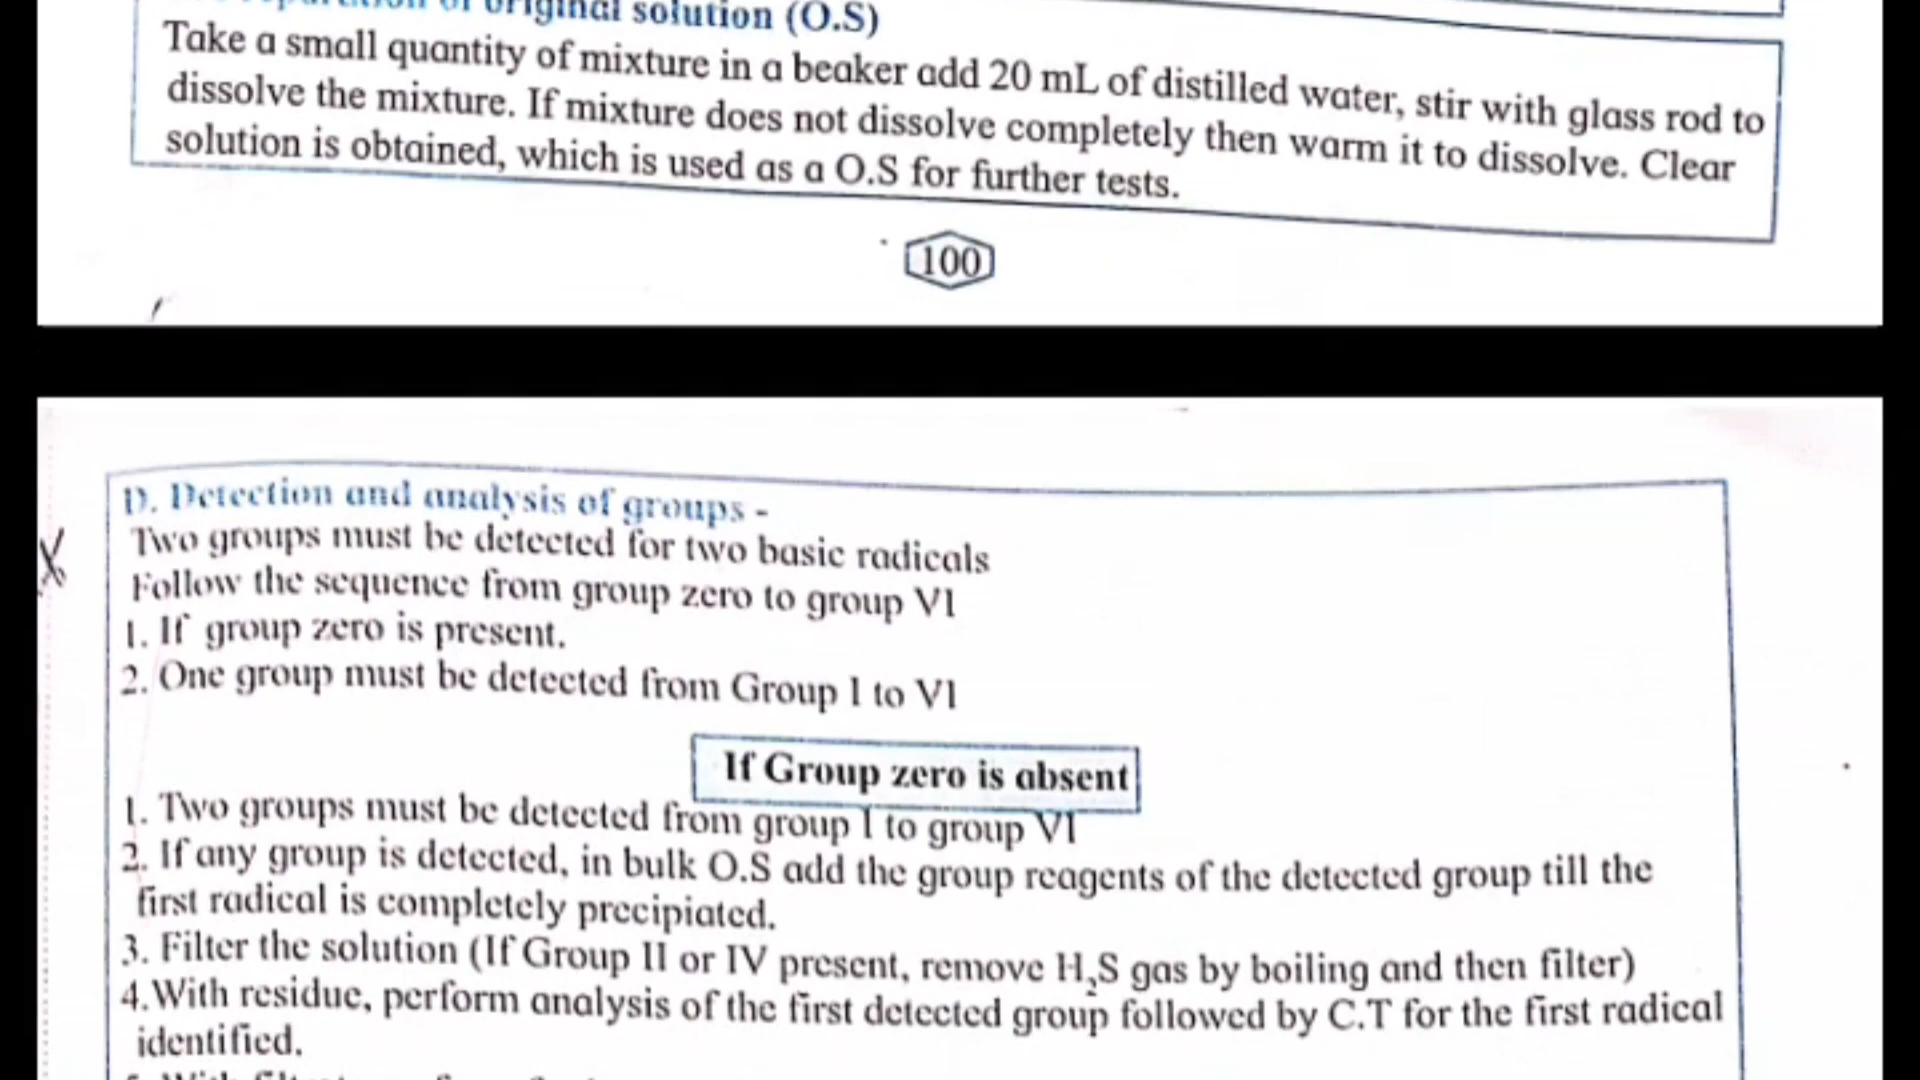 original solution (O.S)
Take a small quantity of mixture in a beaker add 20 mL of distilled water, stir with glass rod to
dissolve the mixture. If mixture does not dissolve completely then warm it to dissolve. Clear
solution is obtained, which is used as a O.S for further tests.
100
D. Detection and analysis of groups -
Two groups must be detected for two basic radicals
Follow the sequence from group zero to group VI
1. If group zero is present.
2. One group must be detected from Group I to VI
If Group zero is absent
1. Two groups must be detected from group I to group VI
2. If any group is detected, in bulk O.S add the group reagents of the detected group till the
first radical is completely precipiated.
3. Filter the solution (If Group II or IV present, remove H₂S gas by boiling and then filter)
4.With residue, perform analysis of the first detected group followed by C.T for the first radical
identified.